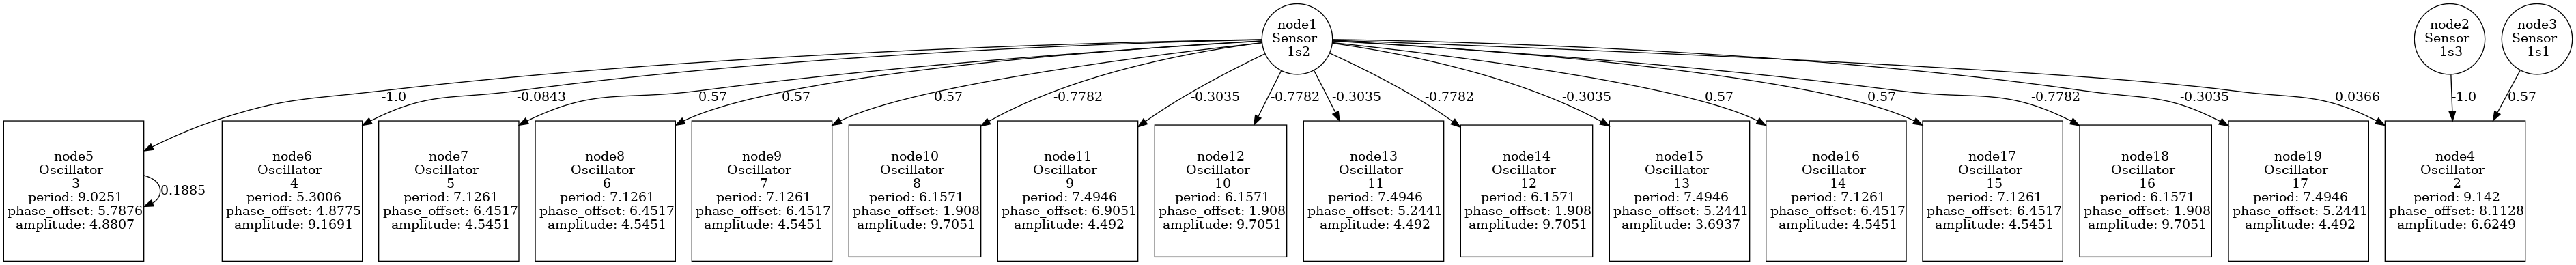 node1
Sensor
1s2
node2
Sensor
1s3
node3
Sensor
1s1
-1.0
-0.0843
0.57
0.57
0.57
-0.7782
-0.3035
-0.7782
-0.3035
-0.7782
-0.3035
0.57
0.57
-0.7782
-0.3035
0.0366
-1.0
0.57
node5
Oscillator
3
period: 9.0251
phase_offset: 5.7876
amplitude: 4.8807
0.1885
node6
Oscillator
4
period: 5.3006
phase_offset: 4.8775
amplitude: 9.1691
node7
Oscillator
5
period: 7.1261
phase_offset: 6.4517
amplitude: 4.5451
node8
Oscillator
6
period: 7.1261
phase_offset: 6.4517
amplitude: 4.5451
node9
Oscillator
7
period: 7.1261
phase_offset: 6.4517
amplitude: 4.5451
node10
Oscillator
8
period: 6.1571
phase_offset: 1.908
amplitude: 9.7051
node11
Oscillator
9
period: 7.4946
phase_offset: 6.9051
amplitude: 4.492
node12
Oscillator
10
period: 6.1571
phase_offset: 1.908
amplitude: 9.7051
node13
Oscillator
11
period: 7.4946
phase_offset: 5.2441
amplitude: 4.492
node14
Oscillator
12
period: 6.1571
phase_offset: 1.908
amplitude: 9.7051
node15
Oscillator
13
period: 7.4946
phase_offset: 5.2441
amplitude: 3.6937
node16
Oscillator
14
period: 7.1261
phase_offset: 6.4517
amplitude: 4.5451
node17
Oscillator
15
period: 7.1261
phase_offset: 6.4517
amplitude: 4.5451
node18
Oscillator
16
period: 6.1571
phase_offset: 1.908
amplitude: 9.7051
node19
Oscillator
17
period: 7.4946
phase_offset: 5.2441
amplitude: 4.492
node4
Oscillator
2
period: 9.142
phase_offset: 8.1128
amplitude: 6.6249